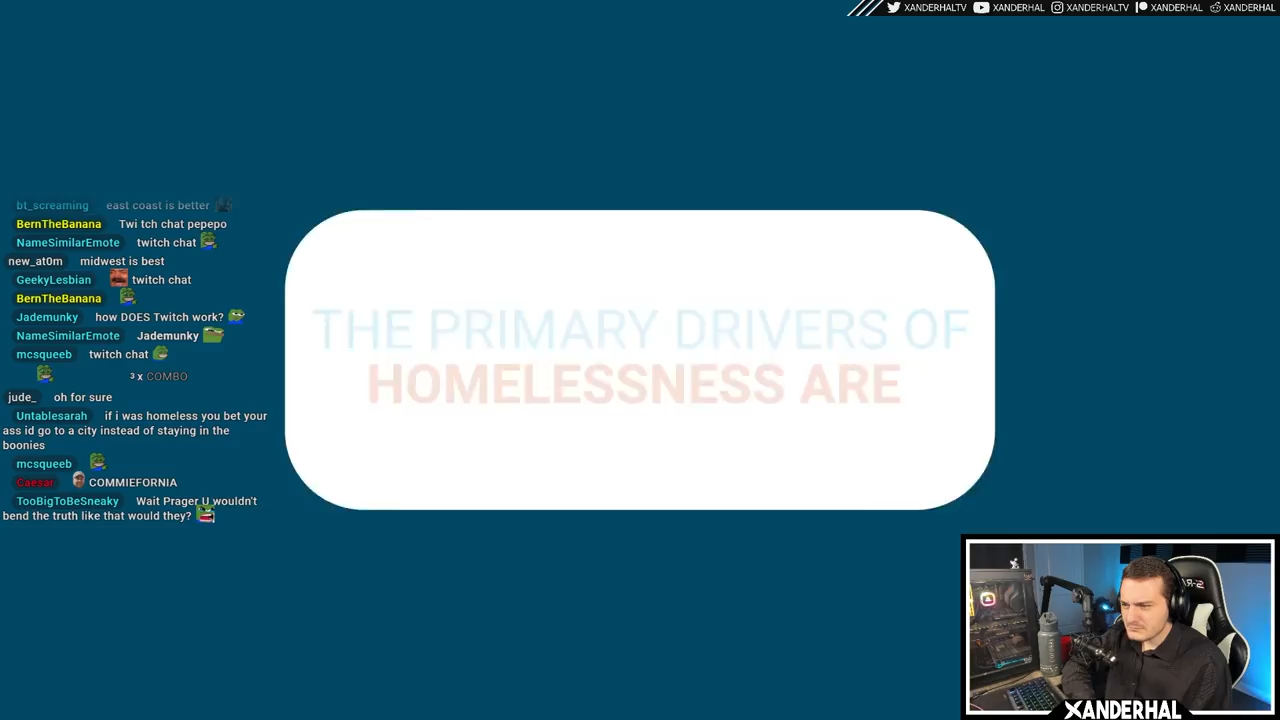 XANDERHALTV XANDERHAL XANDERHALTV XANDERHAL XANDERHAL
bt_screaming east coast is better
BernTheBanana Twi tch chat pepepo
NameSimilarEmote twitch chat
new_at0m midwest is best
GeekyLesbian twitch chat
BernTheBanana
Jademunky how DOES Twitch work?
NameSimilarEmote Jademunky
mcsqueeb twitch chat
3 x COMBO
jude_ oh for sure
Untablesarah if i was homeless you bet your
ass id go to a city instead of staying in the
boonies
mcsqueeb
Caesar COMMIEFORNIA
TooBigToBeSneaky Wait Prager U wouldn't
bend the truth like that would they?
THE PRIMARY DRIVERS OF
HOMELESSNESS ARE
XANDERHAL